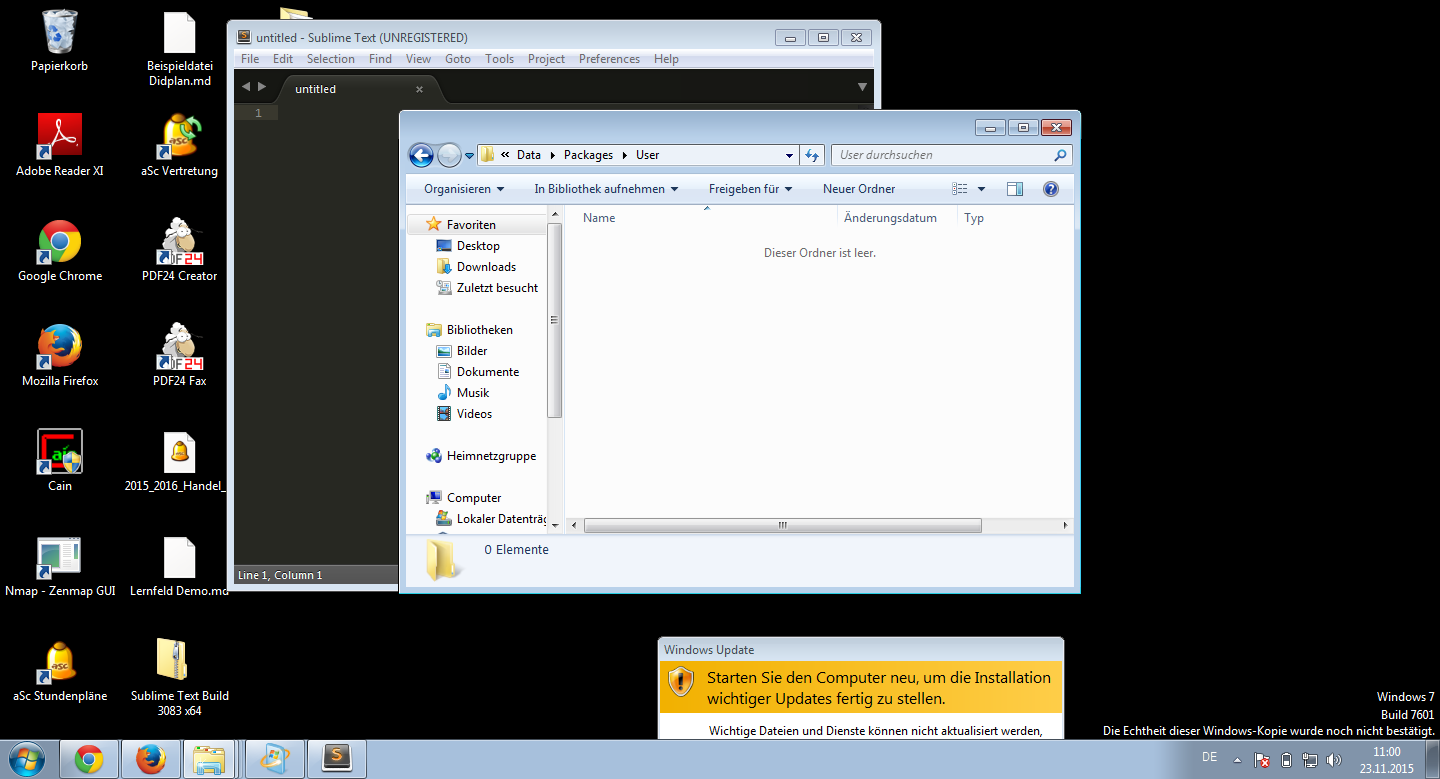 Papierkorb
Beispieldatei
Didplan.md
Adobe Reader XI
aSc Vertretung
Google Chrome
PDF24 Creator
Mozilla Firefox
PDF24 Fax
Cain
2015_2016_Handel_
Nmap - Zenmap GUI
Lernfeld Demo.md
aSc Stundenpläne
Sublime Text Build
3083 x64
untitled - Sublime Text (UNREGISTERED)
File Edit Selection Find View Goto Tools Project Preferences Help
untitled
1
Line 1, Column 1
« Data Packages User
User durchsuchen
Organisieren In Bibliothek aufnehmen Freigeben für Neuer Ordner
Favoriten
Desktop
Downloads
Zuletzt besucht
Bibliotheken
Bilder
Dokumente
Musik
Videos
Heimnetzgruppe
Computer
Lokaler Datenträg
Name Änderungsdatum Typ
Dieser Ordner ist leer.
0 Elemente
Windows Update
Starten Sie den Computer neu, um die Installation
wichtiger Updates fertig zu stellen.
Wichtige Dateien und Dienste können nicht aktualisiert werden,
Windows 7
Build 7601
Die Echtheit dieser Windows-Kopie wurde noch nicht bestätigt.
DE
11:00
23.11.2015